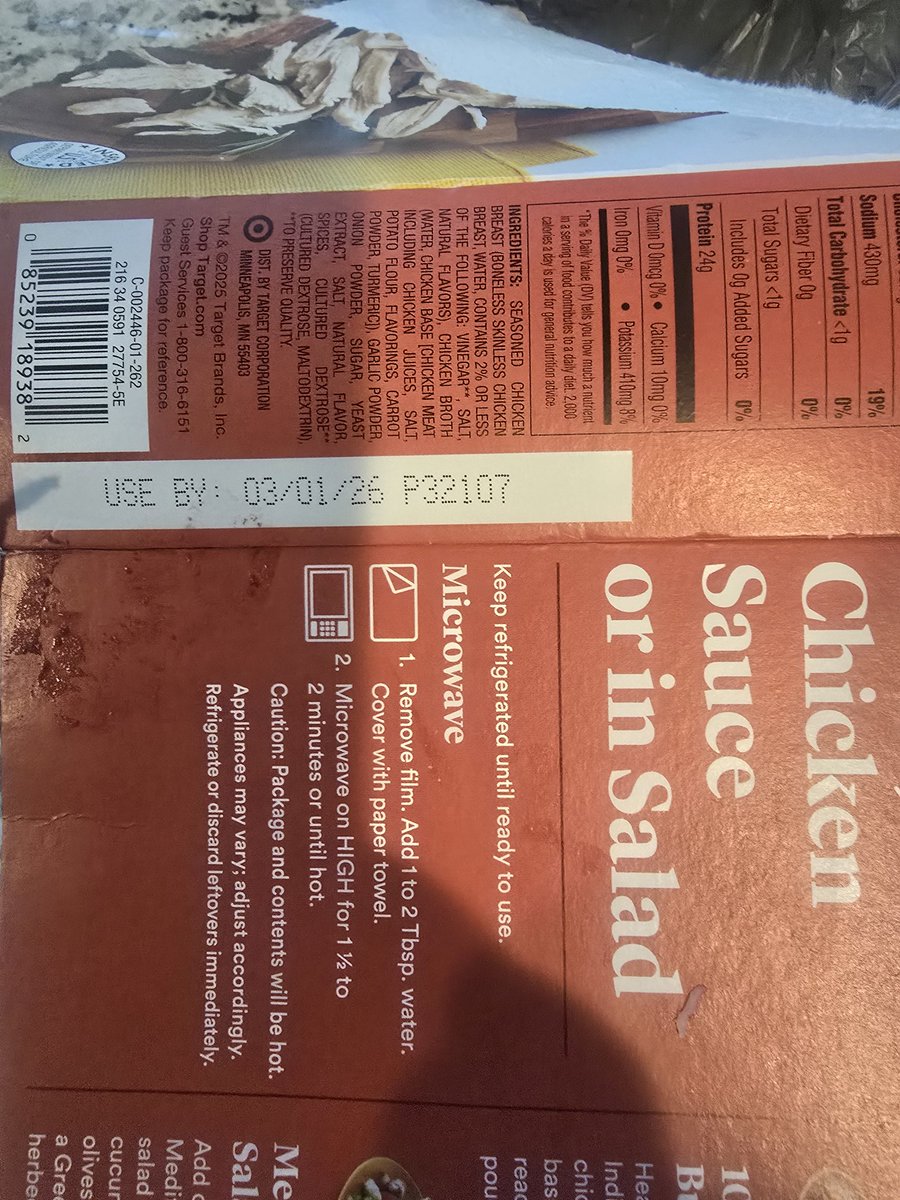 Sodium 430mg 19%
Total Carbohydrate <1g 0%
Dietary Fiber 0g 0%
Total Sugars <1g
Includes 0g Added Sugars 0%
Protein 24g
Vitamin D 0mcg 0% • Calcium 10mg 0%
Iron 0mg 0% • Potassium 410mg 8%
*The % Daily Value (DV) tells you how much a nutrient
in a serving of food contributes to a daily diet. 2,000
calories a day is used for general nutrition advice.
INGREDIENTS: SEASONED CHICKEN
BREAST (BONELESS SKINLESS CHICKEN
BREAST, WATER, CONTAINS 2% OR LESS
OF THE FOLLOWING: VINEGAR**, SALT,
NATURAL FLAVORS), CHICKEN BROTH
(WATER, CHICKEN BASE [CHICKEN MEAT
INCLUDING CHICKEN JUICES, SALT,
POTATO FLOUR, FLAVORINGS, CARROT
POWDER, TURMERIC]), GARLIC POWDER,
ONION POWDER, SUGAR, YEAST
EXTRACT, SALT, NATURAL FLAVOR,
SPICES, CULTURED DEXTROSE**
(CULTURED DEXTROSE, MALTODEXTRIN).
**TO PRESERVE QUALITY.
DIST. BY TARGET CORPORATION
MINNEAPOLIS, MN 55403
TM & ©2025 Target Brands, Inc.
Shop Target.com
Guest Services 1-800-316-6151
Keep package for reference.
C-002446-01-262
216 34 0591 27754-5E
0 85239 18938 2
USE BY: 03/01/26 P32107
Chicken
Sauce
or in Salad
Keep refrigerated until ready to use.
Microwave
1. Remove film. Add 1 to 2 Tbsp. water.
Cover with paper towel.
2. Microwave on HIGH for 1 ½ to
2 minutes or until hot.
Caution: Package and contents will be hot.
Appliances may vary; adjust accordingly.
Refrigerate or discard leftovers immediately.